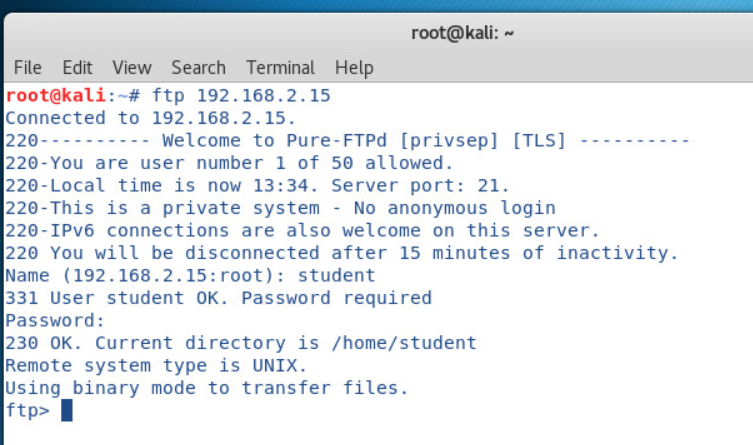 root@kali: ~
File Edit View Search Terminal Help
root@kali:~# ftp 192.168.2.15
Connected to 192.168.2.15.
220---------- Welcome to Pure-FTPd [privsep] [TLS] ----------
220-You are user number 1 of 50 allowed.
220-Local time is now 13:34. Server port: 21.
220-This is a private system - No anonymous login
220-IPv6 connections are also welcome on this server.
220 You will be disconnected after 15 minutes of inactivity.
Name (192.168.2.15:root): student
331 User student OK. Password required
Password:
230 OK. Current directory is /home/student
Remote system type is UNIX.
Using binary mode to transfer files.
ftp>